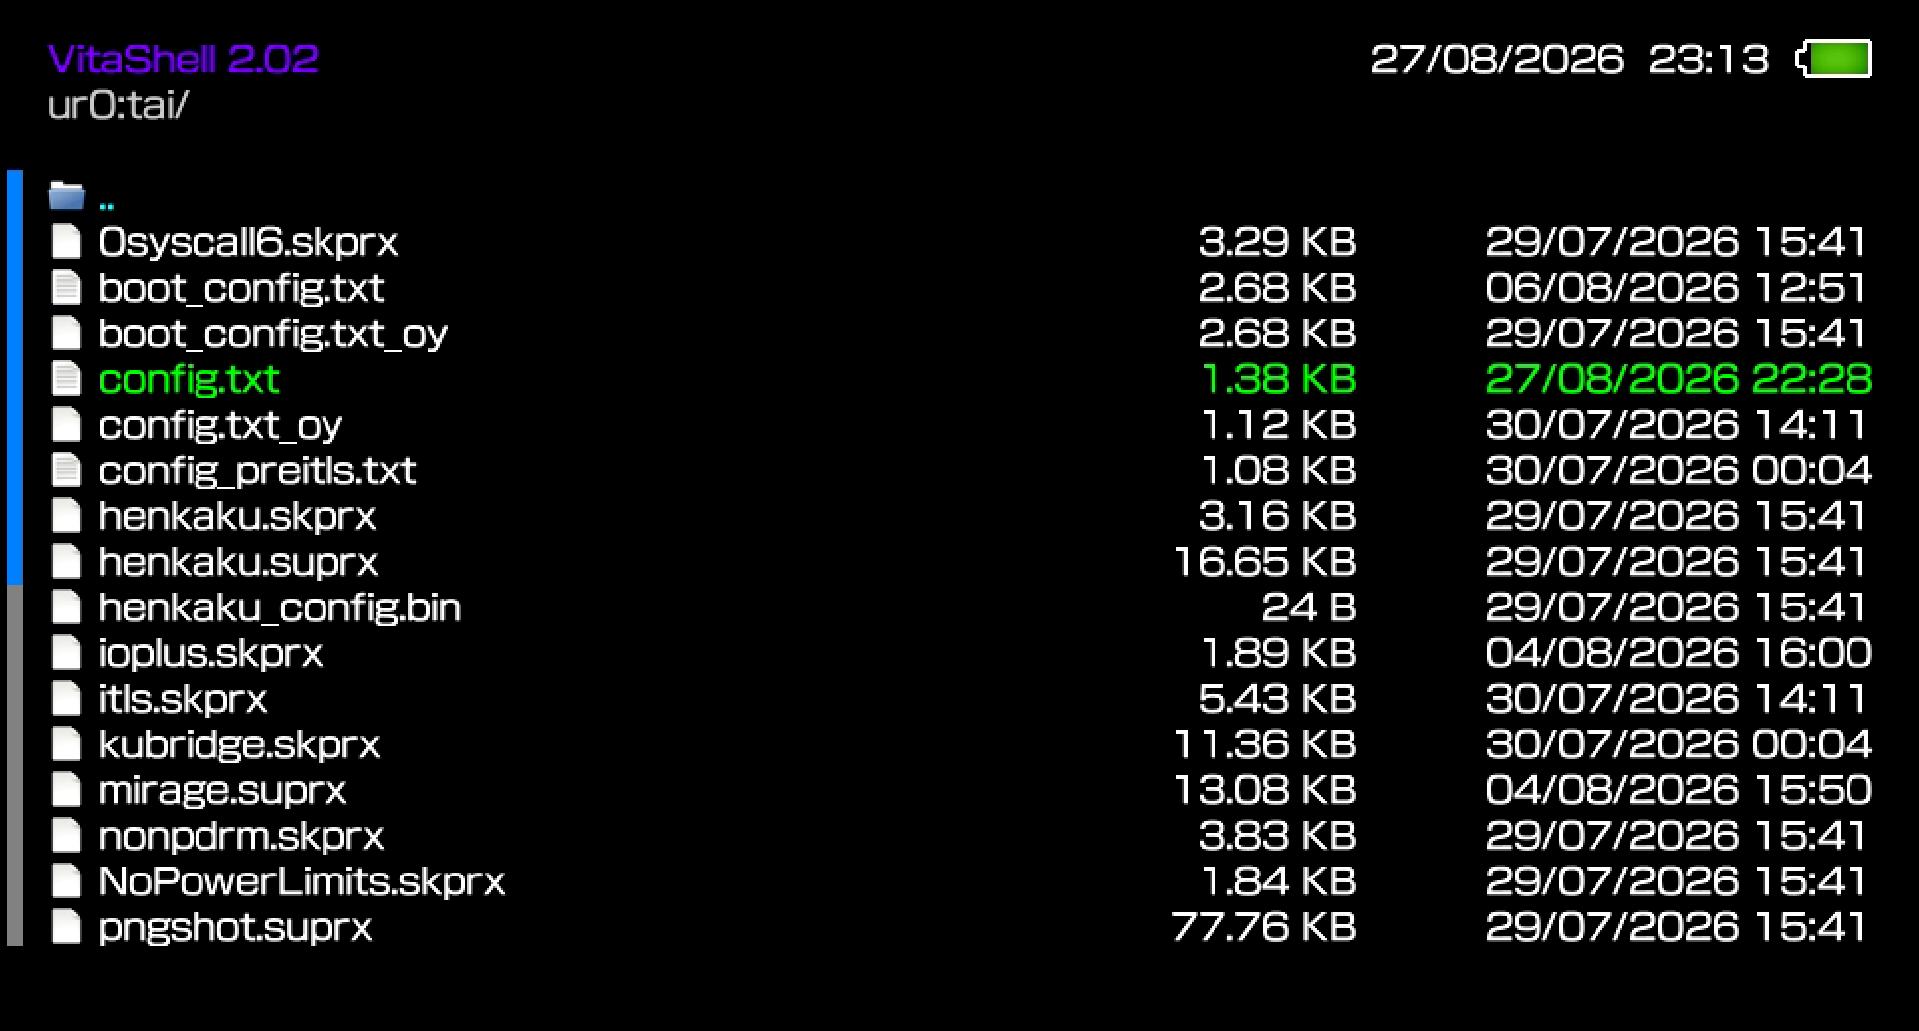 VitaShell 2.02 27/08/2026 23:13
ur0:tai/
..
0syscall6.skprx 3.29 KB 29/07/2026 15:41
boot_config.txt 2.68 KB 06/08/2026 12:51
boot_config.txt_oy 2.68 KB 29/07/2026 15:41
config.txt 1.38 KB 27/08/2026 22:28
config.txt_oy 1.12 KB 30/07/2026 14:11
config_preitls.txt 1.08 KB 30/07/2026 00:04
henkaku.skprx 3.16 KB 29/07/2026 15:41
henkaku.suprx 16.65 KB 29/07/2026 15:41
henkaku_config.bin 24 B 29/07/2026 15:41
ioplus.skprx 1.89 KB 04/08/2026 16:00
itls.skprx 5.43 KB 30/07/2026 14:11
kubridge.skprx 11.36 KB 30/07/2026 00:04
mirage.suprx 13.08 KB 04/08/2026 15:50
nonpdrm.skprx 3.83 KB 29/07/2026 15:41
NoPowerLimits.skprx 1.84 KB 29/07/2026 15:41
pngshot.suprx 77.76 KB 29/07/2026 15:41